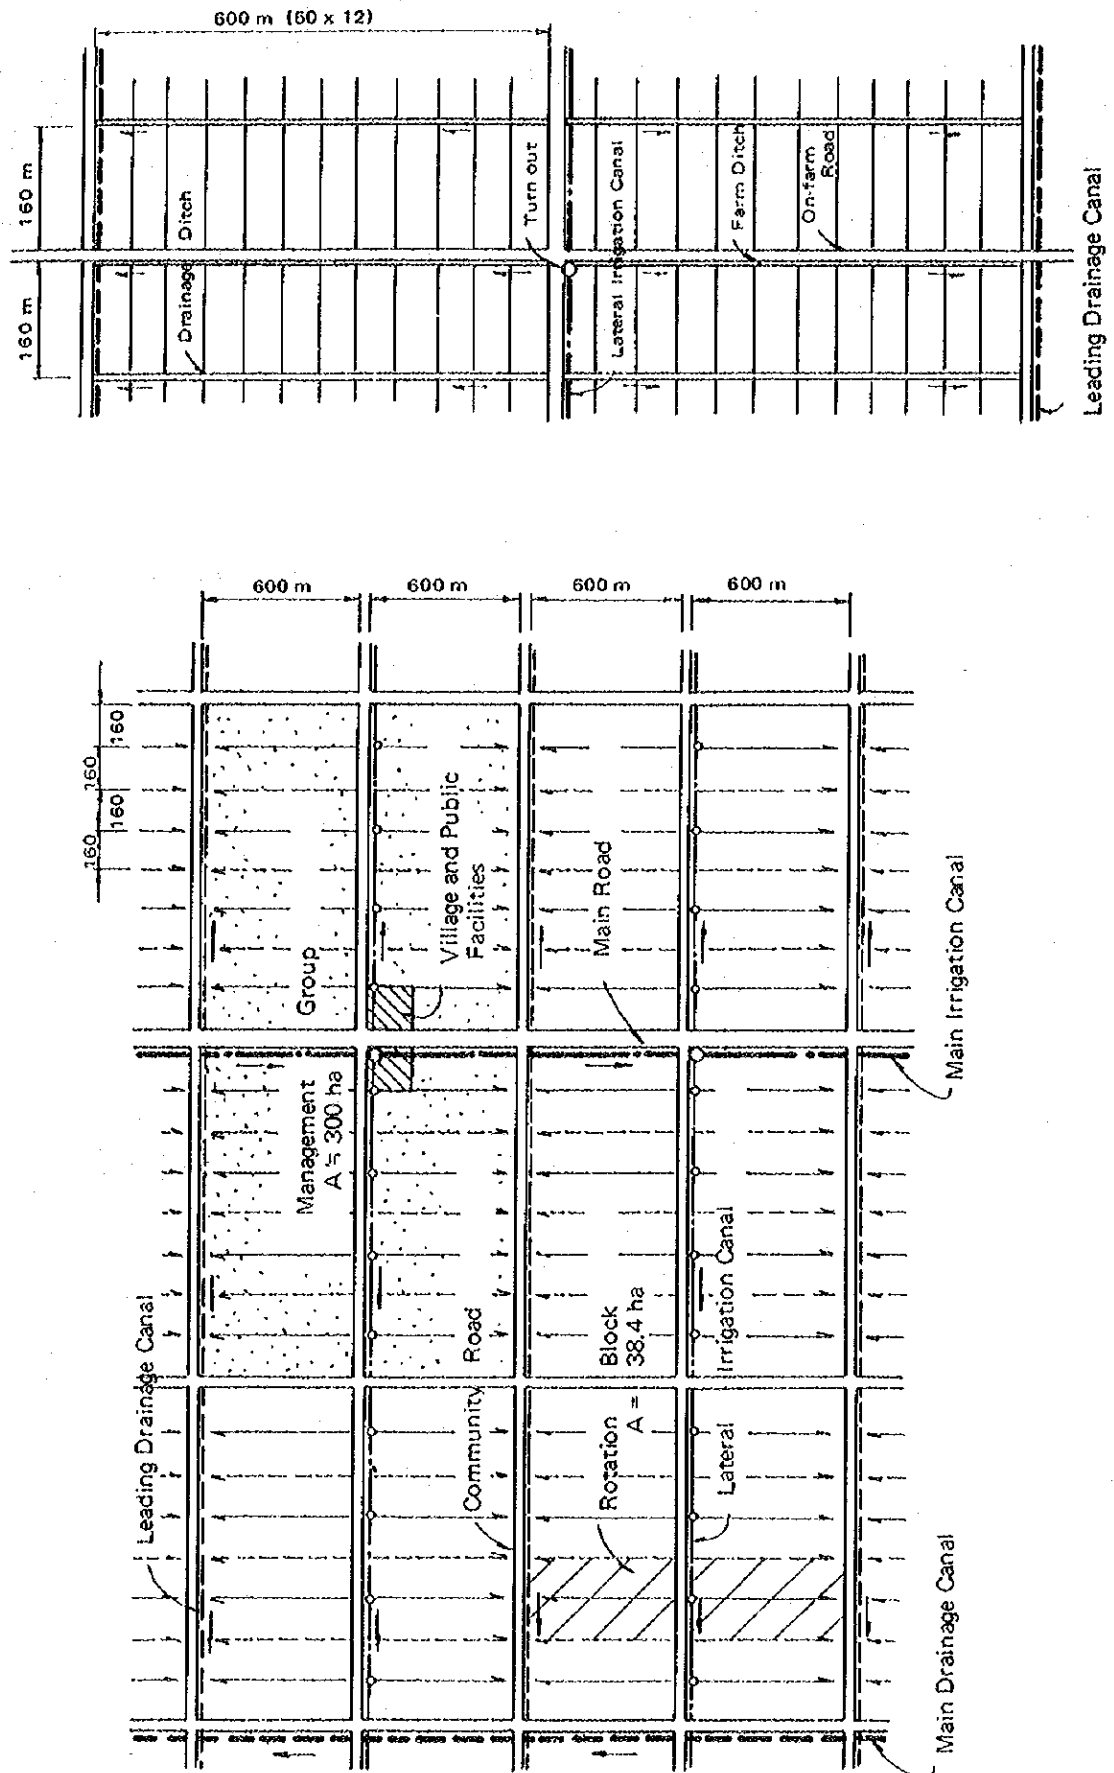 600 m (50 x 12)
160 m
160 m
Drainage Ditch
Turn out
Lateral Irrigation Canal
Farm Ditch
On-farm
Road
Leading Drainage Canal
600 m
600 m
600 m
600 m
160
160
160
160
Group
Village and Public
Facilities
Main Road
Main Irrigation Canal
Management
A ≒ 300 ha
Leading Drainage Canal
Community Road
Rotation Block
A = 38.4 ha
Lateral Irrigation Canal
Main Drainage Canal